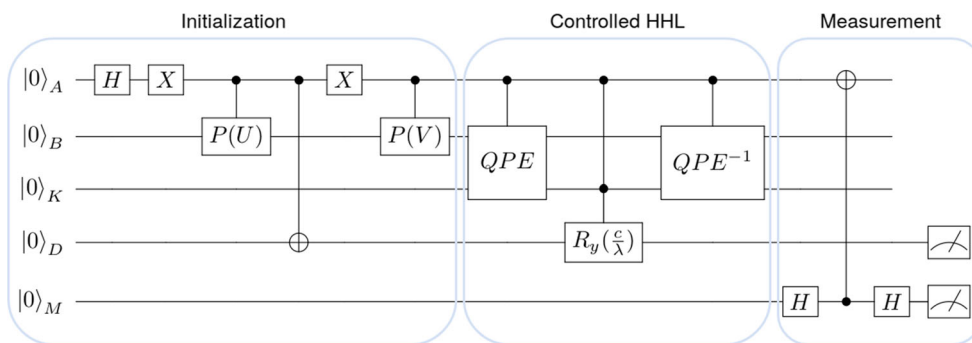 Initialization Controlled HHL Measurement
|0⟩_A H X X
|0⟩_B P(U) P(V)
QPE QPE⁻¹
|0⟩_K
|0⟩_D R_y(c/λ)
|0⟩_M H H